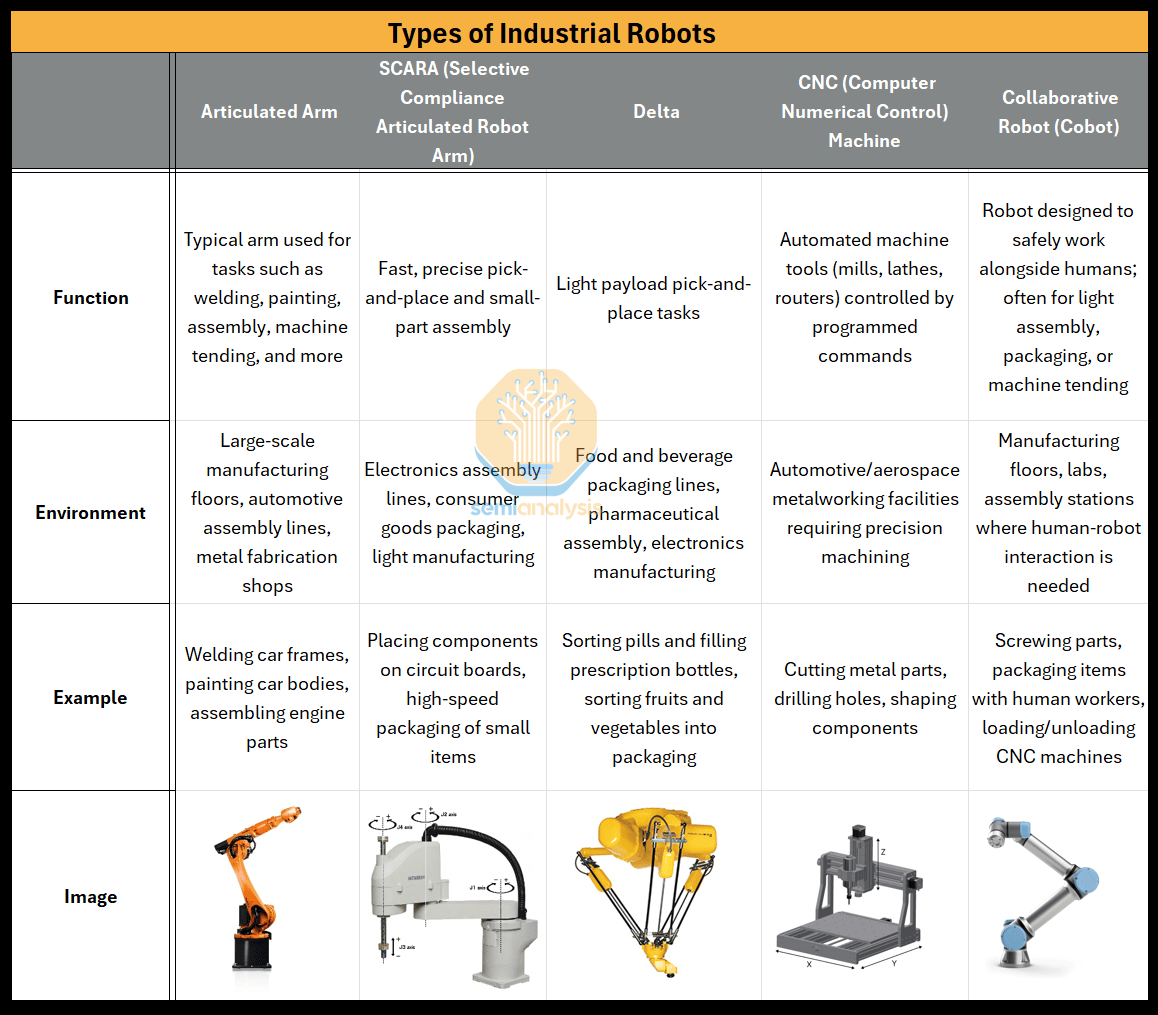 Types of Industrial Robots
Articulated Arm
SCARA (Selective
Compliance
Articulated Robot
Arm)
Delta
CNC (Computer
Numerical Control)
Machine
Collaborative
Robot (Cobot)
Function
Typical arm used for
tasks such as
welding, painting,
assembly, machine
tending, and more
Fast, precise pick-
and-place and small-
part assembly
Light payload pick-and-
place tasks
Automated machine
tools (mills, lathes,
routers) controlled by
programmed
commands
Robot designed to
safely work
alongside humans;
often for light
assembly,
packaging, or
machine tending
Environment
Large-scale
manufacturing
floors, automotive
assembly lines,
metal fabrication
shops
Electronics assembly
lines, consumer
goods packaging,
light manufacturing
Food and beverage
packaging lines,
pharmaceutical
assembly, electronics
manufacturing
Automotive/aerospace
metalworking facilities
requiring precision
machining
Manufacturing
floors, labs,
assembly stations
where human-robot
interaction is
needed
semianalysis
Example
Welding car frames,
painting car bodies,
assembling engine
parts
Placing components
on circuit boards,
high-speed
packaging of small
items
Sorting pills and filling
prescription bottles,
sorting fruits and
vegetables into
packaging
Cutting metal parts,
drilling holes, shaping
components
Screwing parts,
packaging items
with human workers,
loading/unloading
CNC machines
Image
J4 axis
J2 axis
J1 axis
J3 axis
Z
X
Y